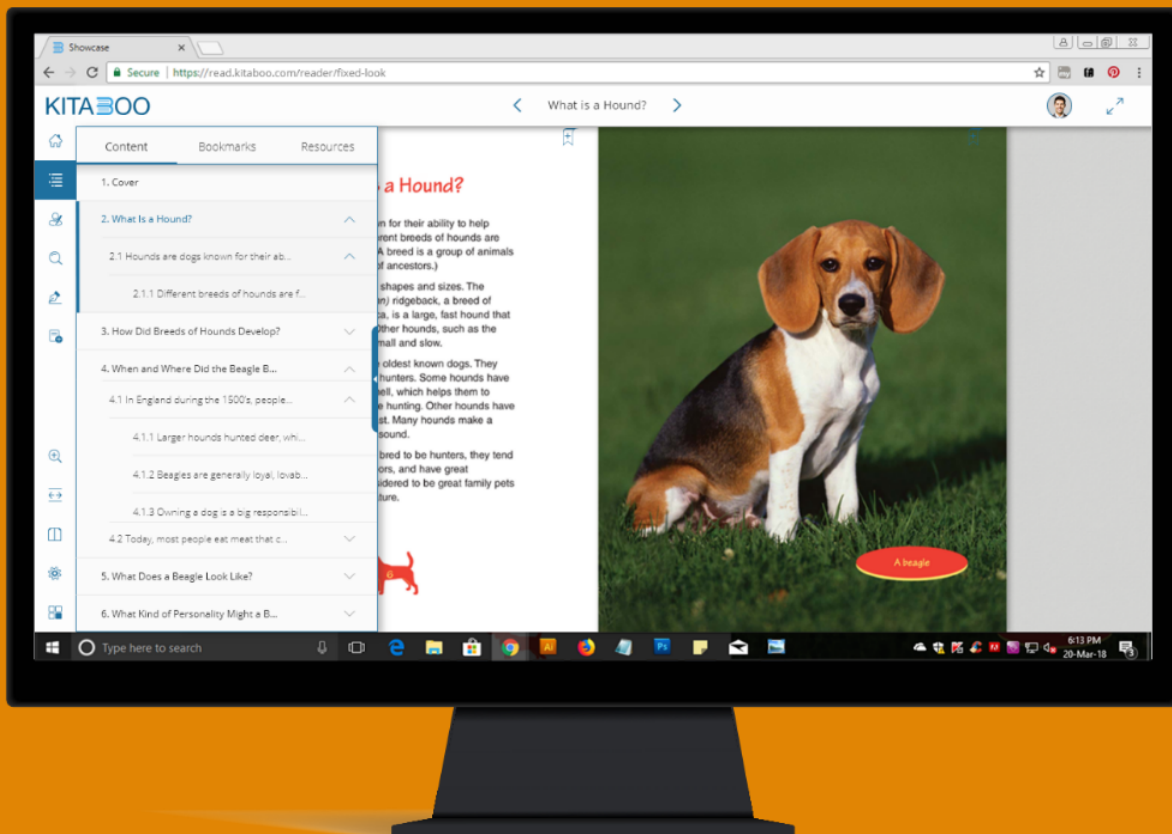 Showcase
Secure | https://read.kitaboo.com/reader/fixed-look
KITABOO
What is a Hound?
Content Bookmarks Resources
1. Cover
2. What Is a Hound?
2.1 Hounds are dogs known for their ab...
2.1.1 Different breeds of hounds are f...
3. How Did Breeds of Hounds Develop?
4. When and Where Did the Beagle B...
4.1 In England during the 1500's, people...
4.1.1 Larger hounds hunted deer, whi...
4.1.2 Beagles are generally loyal, lovab...
4.1.3 Owning a dog is a big responsibil...
4.2 Today, most people eat meat that c...
5. What Does a Beagle Look Like?
6. What Kind of Personality Might a B...
a Hound?
for their ability to help
breeds of hounds are
A breed is a group of animals
of ancestors.)
shapes and sizes. The
ridgeback, a breed of
is a large, fast hound that
Other hounds, such as the
small and slow.
oldest known dogs. They
hunters. Some hounds have
which helps them to
hunting. Other hounds have
Many hounds make a
sound.
bred to be hunters, they tend
and have great
to be great family pets
6
A beagle
Type here to search
Ai
Ps
6:13 PM
20-Mar-18
3